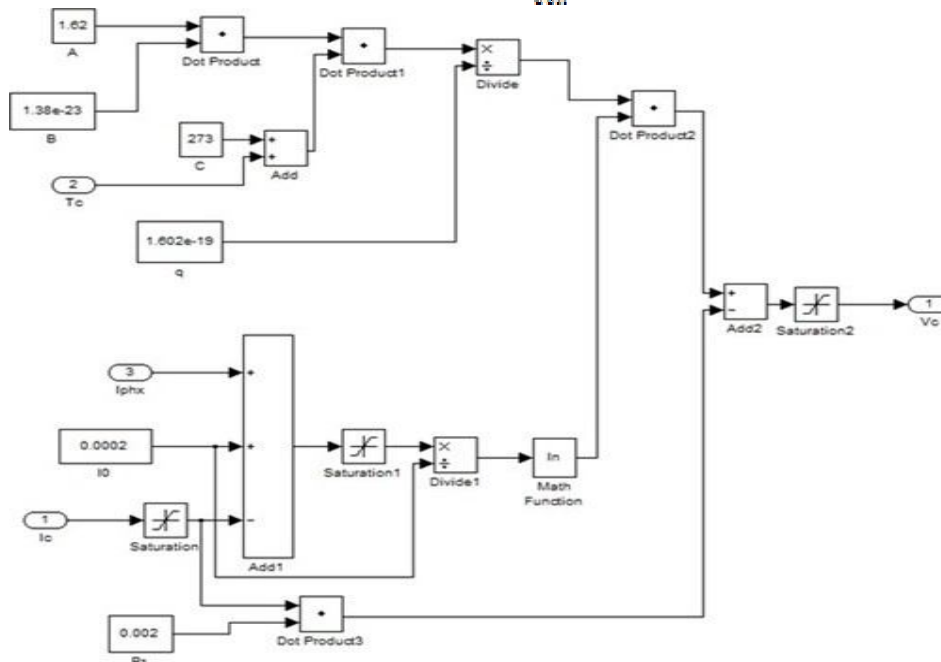 1.62
A
Dot Product
Dot Product1
×
÷
Divide
1.38e-23
B
273
C
+
+
Add
2
Tc
Dot Product2
1.602e-19
q
+
−
Add2
Saturation2
1
Vc
3
Iphx
+
+
−
Add1
0.0002
I0
Saturation1
×
÷
Divide1
ln
Math
Function
1
Ic
Saturation
Dot Product3
0.002